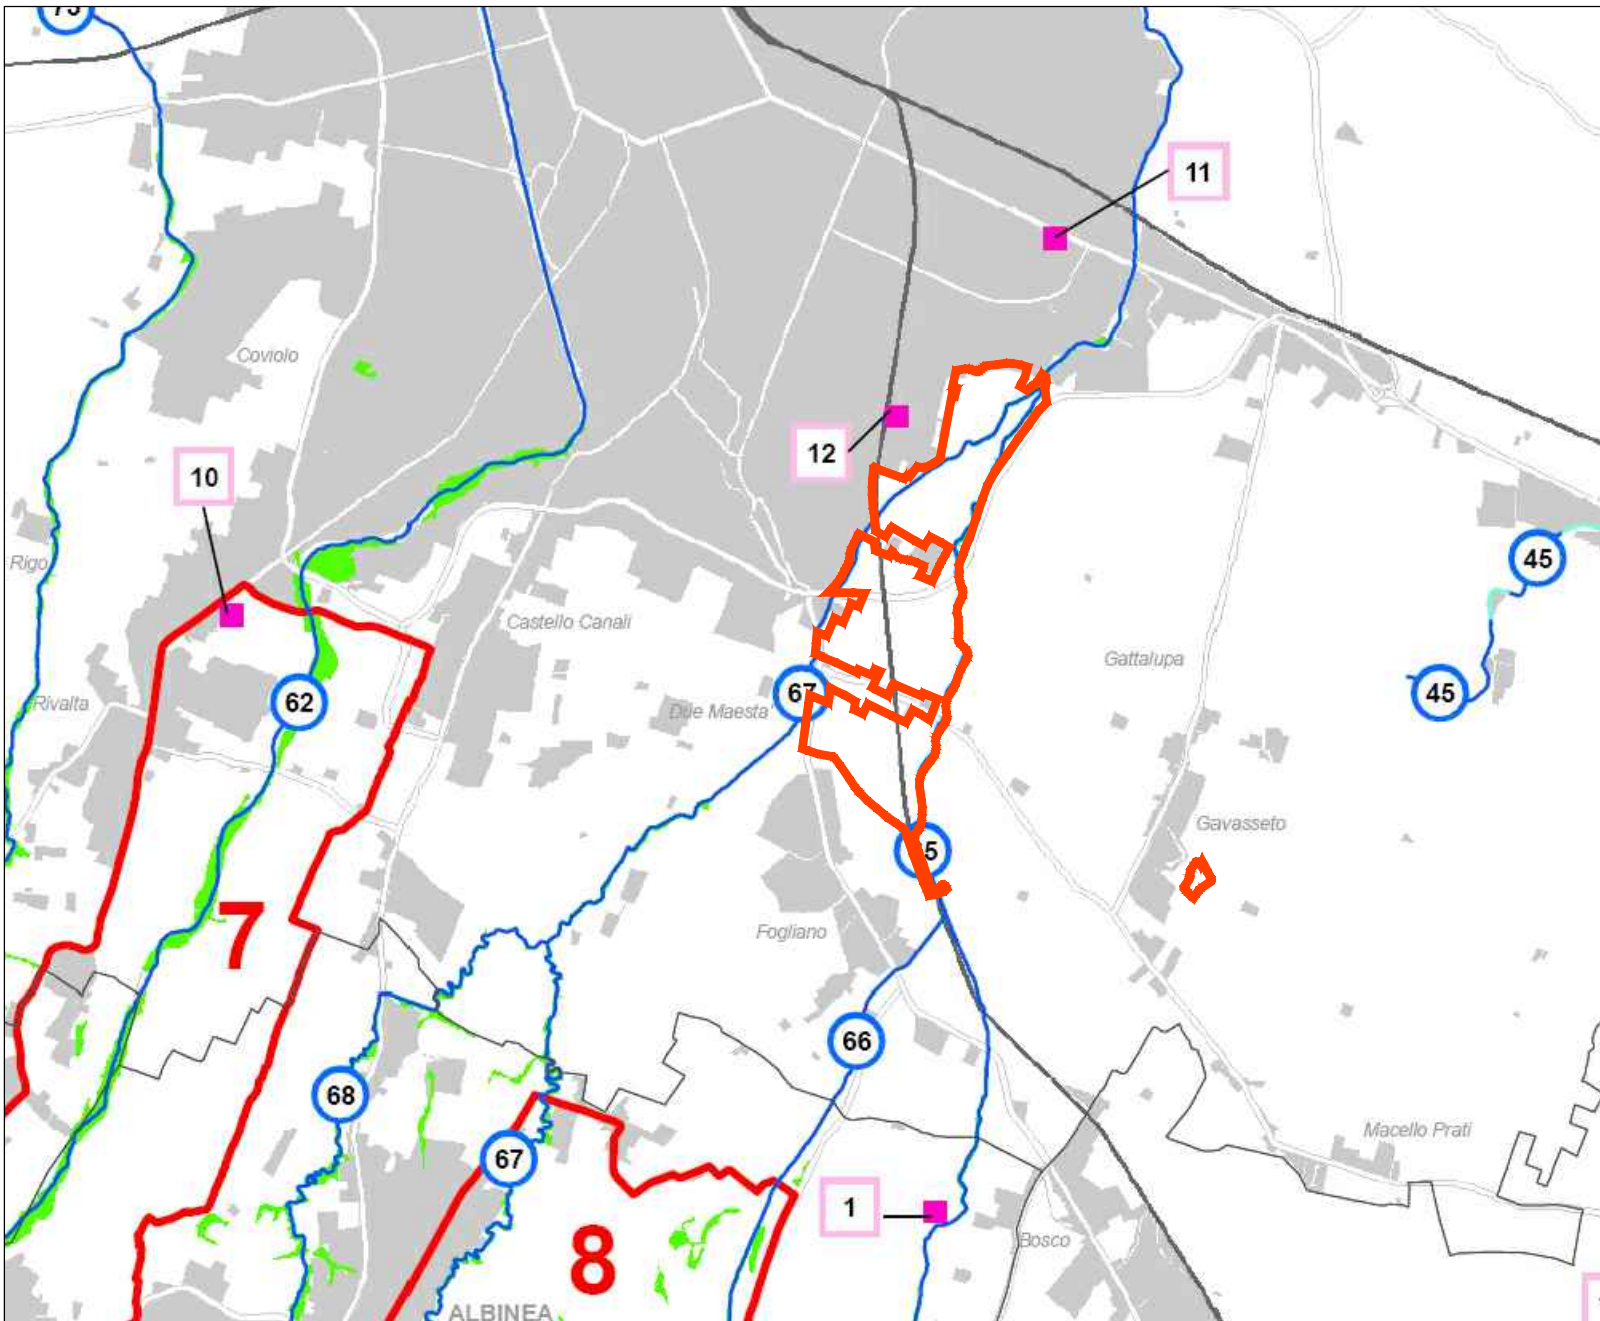 11
Coviolo
12
10
45
Rigo
Castello Canali
Gattalupa
62
67
45
Rivalta
Due Maesta'
Gavasseto
7
Fogliano
66
68
Macello Prati
67
1
8
Bosco
ALBINEA